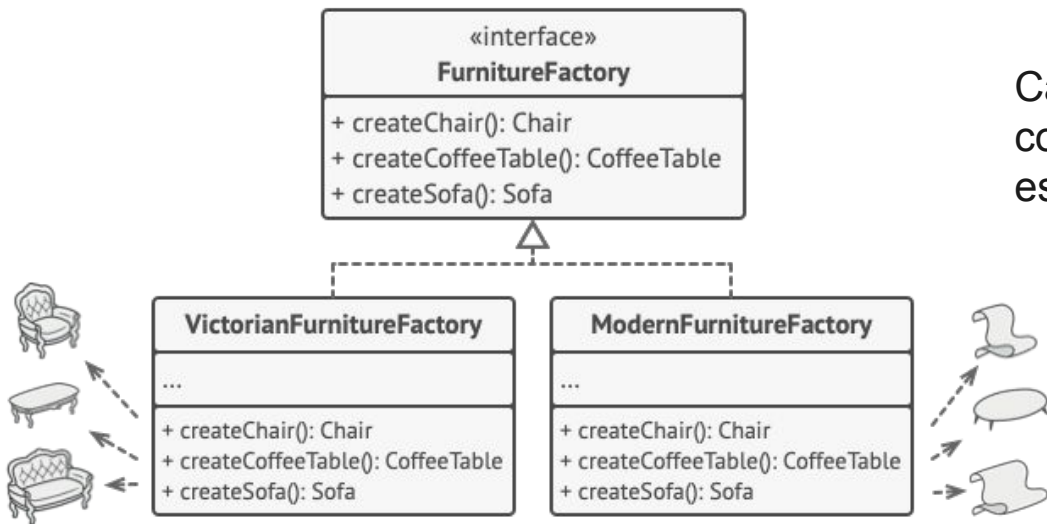 «interface»
FurnitureFactory
+ createChair(): Chair
+ createCoffeeTable(): CoffeeTable
+ createSofa(): Sofa
VictorianFurnitureFactory
...
+ createChair(): Chair
+ createCoffeeTable(): CoffeeTable
+ createSofa(): Sofa
ModernFurnitureFactory
...
+ createChair(): Chair
+ createCoffeeTable(): CoffeeTable
+ createSofa(): Sofa